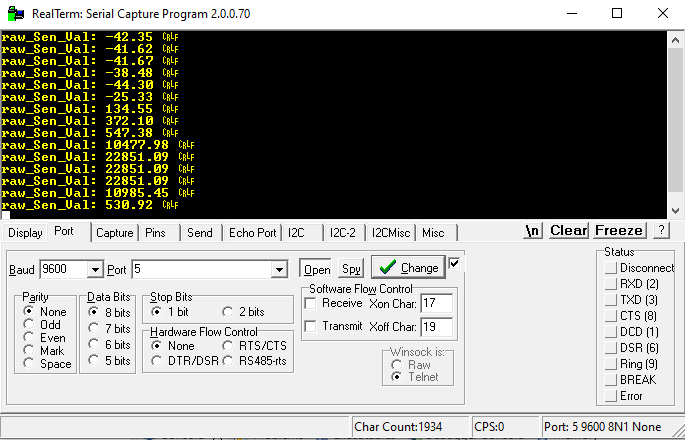 RealTerm: Serial Capture Program 2.0.0.70
raw_Sen_Val: -42.35 CRLF
raw_Sen_Val: -41.62 CRLF
raw_Sen_Val: -41.67 CRLF
raw_Sen_Val: -38.48 CRLF
raw_Sen_Val: -44.30 CRLF
raw_Sen_Val: -25.33 CRLF
raw_Sen_Val: 134.55 CRLF
raw_Sen_Val: 372.10 CRLF
raw_Sen_Val: 547.38 CRLF
raw_Sen_Val: 10477.98 CRLF
raw_Sen_Val: 22851.09 CRLF
raw_Sen_Val: 22851.09 CRLF
raw_Sen_Val: 22851.09 CRLF
raw_Sen_Val: 10985.45 CRLF
raw_Sen_Val: 530.92 CRLF
Display Port Capture Pins Send Echo Port I2C I2C-2 I2CMisc Misc \n Clear Freeze ?
Baud 9600 Port 5 Open Spy Change
Parity
None
Odd
Even
Mark
Space
Data Bits
8 bits
7 bits
6 bits
5 bits
Stop Bits
1 bit 2 bits
Hardware Flow Control
None RTS/CTS
DTR/DSR RS485-rts
Software Flow Control
Receive Xon Char: 17
Transmit Xoff Char: 19
Winsock is:
Raw
Telnet
Status
Disconnect
RXD (2)
TXD (3)
CTS (8)
DCD (1)
DSR (6)
Ring (9)
BREAK
Error
Char Count:1934 CPS:0 Port: 5 9600 8N1 None